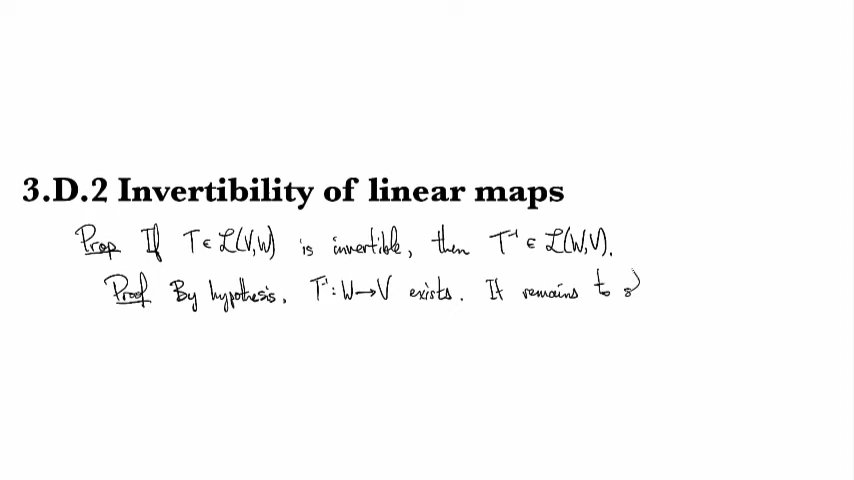 3.D.2 Invertibility of linear maps
Prop If T ∈ ℒ(V,W) is invertible, then T⁻¹ ∈ ℒ(W,V).
Proof By hypothesis, T⁻¹: W→V exists. It remains to